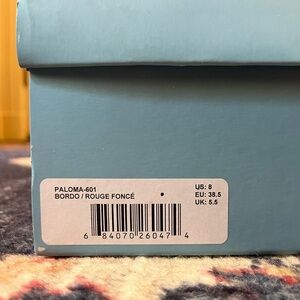 PALOMA-601
BORDO / ROUGE FONCÉ
US: 8
EU: 38.5
UK: 5.5
6 84070 26047 4